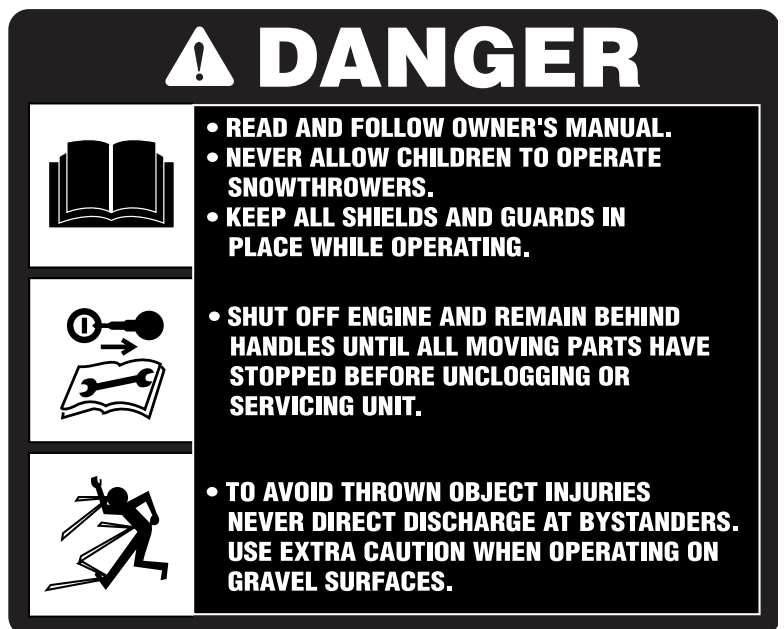 DANGER
• READ AND FOLLOW OWNER'S MANUAL.
• NEVER ALLOW CHILDREN TO OPERATE
SNOWTHROWERS.
• KEEP ALL SHIELDS AND GUARDS IN
PLACE WHILE OPERATING.
• SHUT OFF ENGINE AND REMAIN BEHIND
HANDLES UNTIL ALL MOVING PARTS HAVE
STOPPED BEFORE UNCLOGGING OR
SERVICING UNIT.
• TO AVOID THROWN OBJECT INJURIES
NEVER DIRECT DISCHARGE AT BYSTANDERS.
USE EXTRA CAUTION WHEN OPERATING ON
GRAVEL SURFACES.